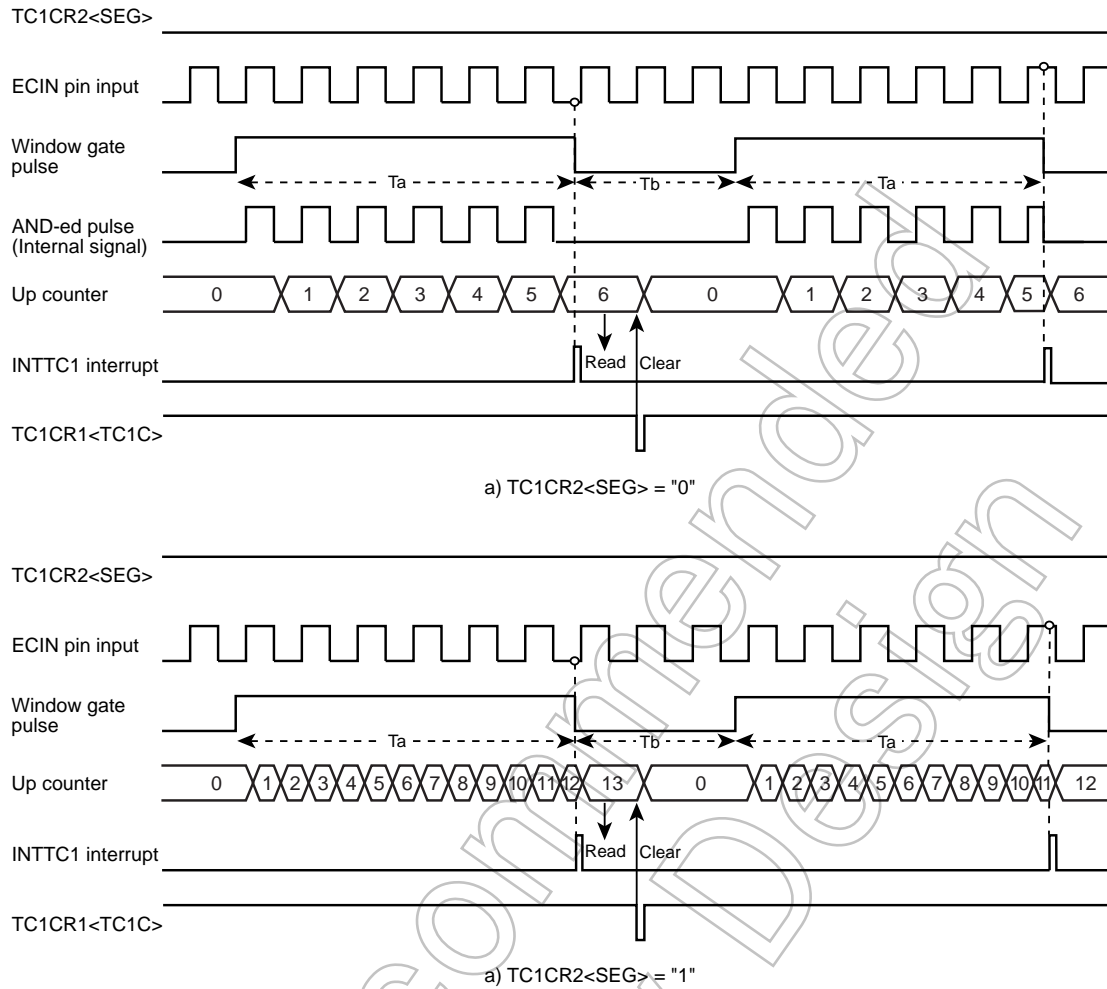 TC1CR2<SEG>
ECIN pin input
Window gate
pulse
Ta Tb Ta
AND-ed pulse
(Internal signal)
Up counter 0 1 2 3 4 5 6 0 1 2 3 4 5 6
Read Clear
INTTC1 interrupt
TC1CR1<TC1C>
a) TC1CR2<SEG> = "0"
TC1CR2<SEG>
ECIN pin input
Window gate
pulse
Ta Tb Ta
Up counter 0 1 2 3 4 5 6 7 8 9 10 11 12 13 0 1 2 3 4 5 6 7 8 9 10 11 12
Read Clear
INTTC1 interrupt
TC1CR1<TC1C>
a) TC1CR2<SEG> = "1"
ommended
Design